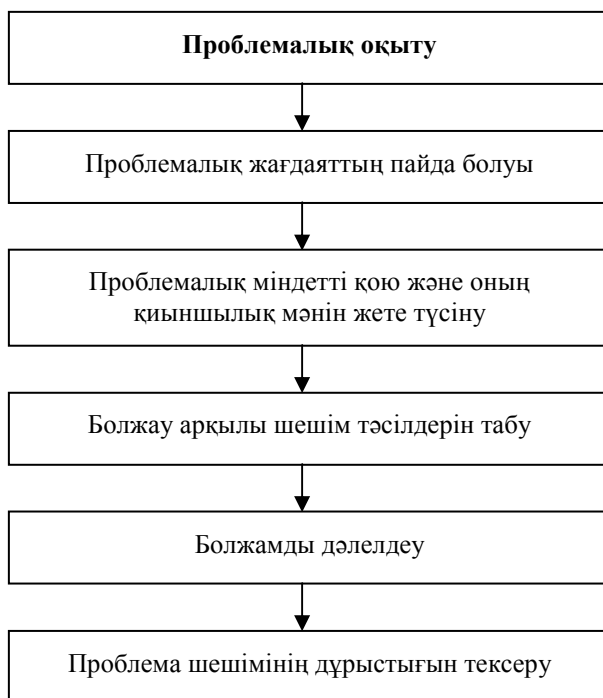 Проблемалық оқыту
Проблемалық жағдаяттың пайда болуы
Проблемалық міндетті қою және оның
қиыншылық мәнін жете түсіну
Болжау арқылы шешім тәсілдерін табу
Болжамды дәлелдеу
Проблема шешімінің дұрыстығын тексеру